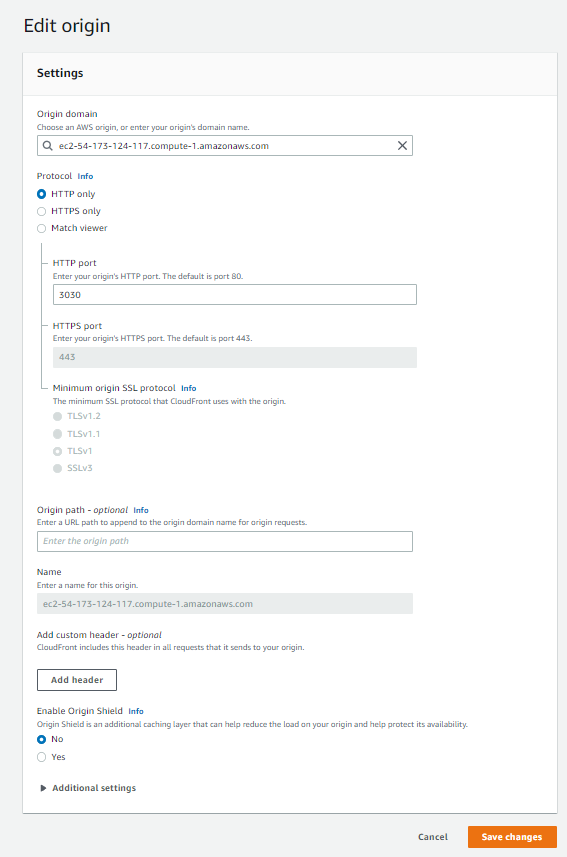 Edit origin
Settings
Origin domain
Choose an AWS origin, or enter your origin's domain name.
ec2-54-173-124-117.compute-1.amazonaws.com
Protocol Info
HTTP only
HTTPS only
Match viewer
HTTP port
Enter your origin's HTTP port. The default is port 80.
3030
HTTPS port
Enter your origin's HTTPS port. The default is port 443.
443
Minimum origin SSL protocol Info
The minimum SSL protocol that CloudFront uses with the origin.
TLSv1.2
TLSv1.1
TLSv1
SSLv3
Origin path - optional Info
Enter a URL path to append to the origin domain name for origin requests.
Enter the origin path
Name
Enter a name for this origin.
ec2-54-173-124-117.compute-1.amazonaws.com
Add custom header - optional
CloudFront includes this header in all requests that it sends to your origin.
Add header
Enable Origin Shield Info
Origin Shield is an additional caching layer that can help reduce the load on your origin and help protect its availability.
No
Yes
Additional settings
Cancel Save changes